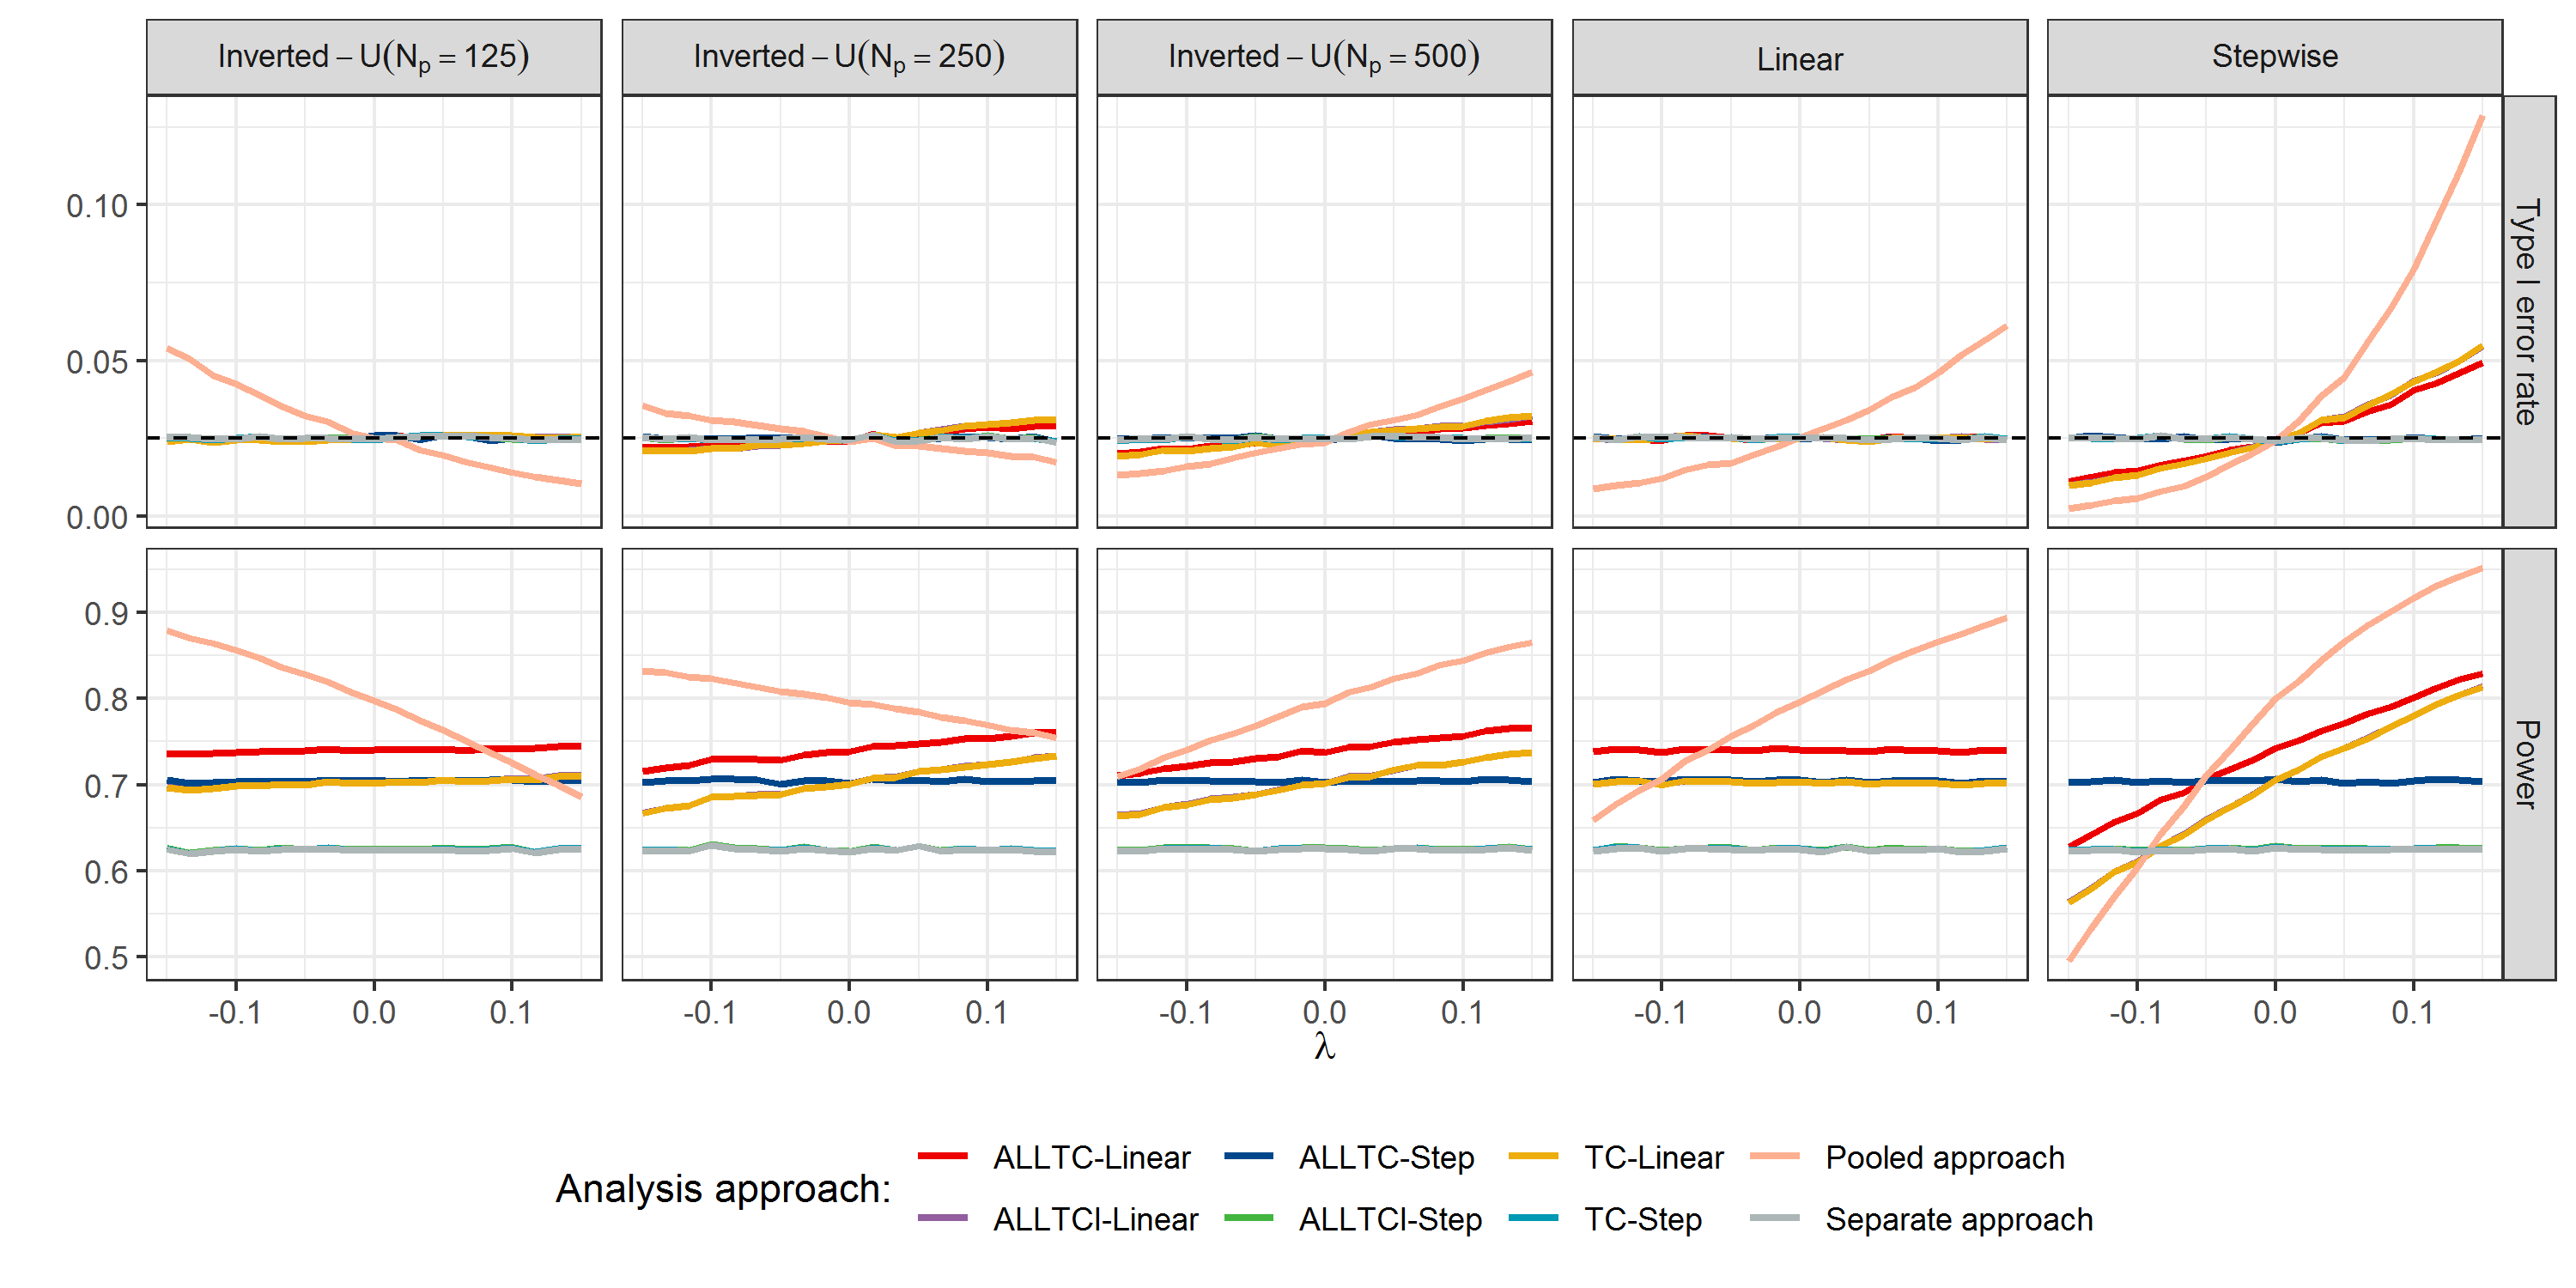 Inverted – U(Np = 125) Inverted – U(Np = 250) Inverted – U(Np = 500) Linear Stepwise
0.10
0.05
0.00
Type I error rate
0.9
0.8
0.7
0.6
0.5
Power
-0.1 0.0 0.1 -0.1 0.0 0.1 -0.1 0.0 0.1 -0.1 0.0 0.1 -0.1 0.0 0.1
λ
Analysis approach:
ALLTC-Linear ALLTC-Step TC-Linear Pooled approach
ALLTCI-Linear ALLTCI-Step TC-Step Separate approach